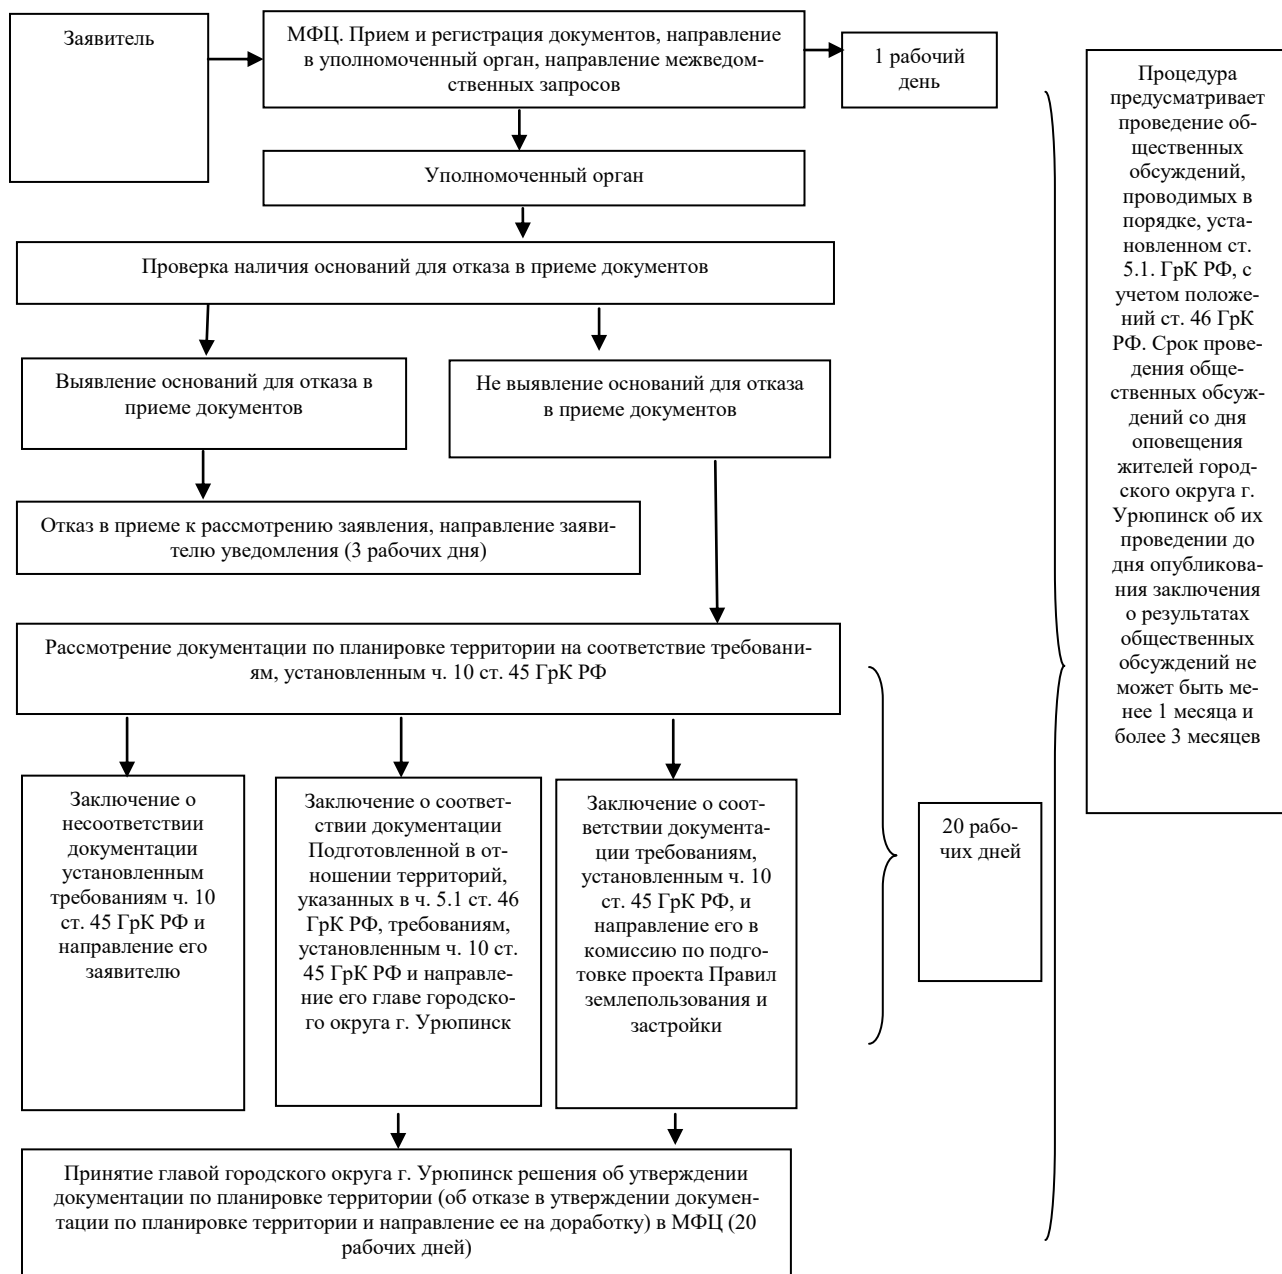 Заявитель
МФЦ. Прием и регистрация документов, направление
в уполномоченный орган, направление межведом-
ственных запросов
1 рабочий
день
Уполномоченный орган
Проверка наличия оснований для отказа в приеме документов
Выявление оснований для отказа в
приеме документов
Не выявление оснований для отказа
в приеме документов
Отказ в приеме к рассмотрению заявления, направление заяви-
телю уведомления (3 рабочих дня)
Рассмотрение документации по планировке территории на соответствие требовани-
ям, установленным ч. 10 ст. 45 ГрК РФ
Заключение о
несоответствии
документации
установленным
требованиям ч. 10
ст. 45 ГрК РФ и
направление его
заявителю
Заключение о соответ-
ствии документации
Подготовленной в от-
ношении территорий,
указанных в ч. 5.1 ст. 46
ГрК РФ, требованиям,
установленным ч. 10 ст.
45 ГрК РФ и направле-
ние его главе городско-
го округа г. Урюпинск
Заключение о соот-
ветствии документа-
ции требованиям,
установленным ч. 10
ст. 45 ГрК РФ, и
направление его в
комиссию по подго-
товке проекта Правил
землепользования и
застройки
20 рабо-
чих дней
Принятие главой городского округа г. Урюпинск решения об утверждении
документации по планировке территории (об отказе в утверждении докумен-
тации по планировке территории и направление ее на доработку) в МФЦ (20
рабочих дней)
Процедура
предусматривает
проведение об-
щественных
обсуждений,
проводимых в
порядке, уста-
новленном ст.
5.1. ГрК РФ, с
учетом положе-
ний ст. 46 ГрК
РФ. Срок прове-
дения обще-
ственных обсуж-
дений со дня
оповещения
жителей город-
ского округа г.
Урюпинск об их
проведении до
дня опубликова-
ния заключения
о результатах
общественных
обсуждений не
может быть ме-
нее 1 месяца и
более 3 месяцев